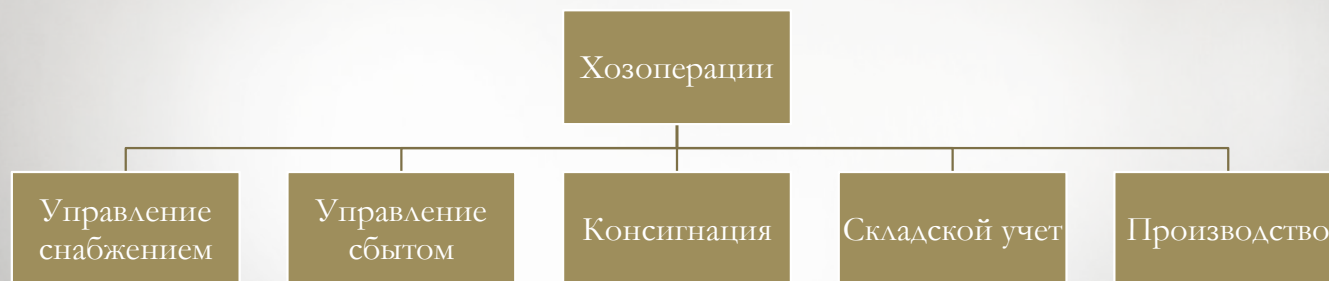 Хозоперации
Управление
снабжением
Управление
сбытом
Консигнация
Складской учет
Производство